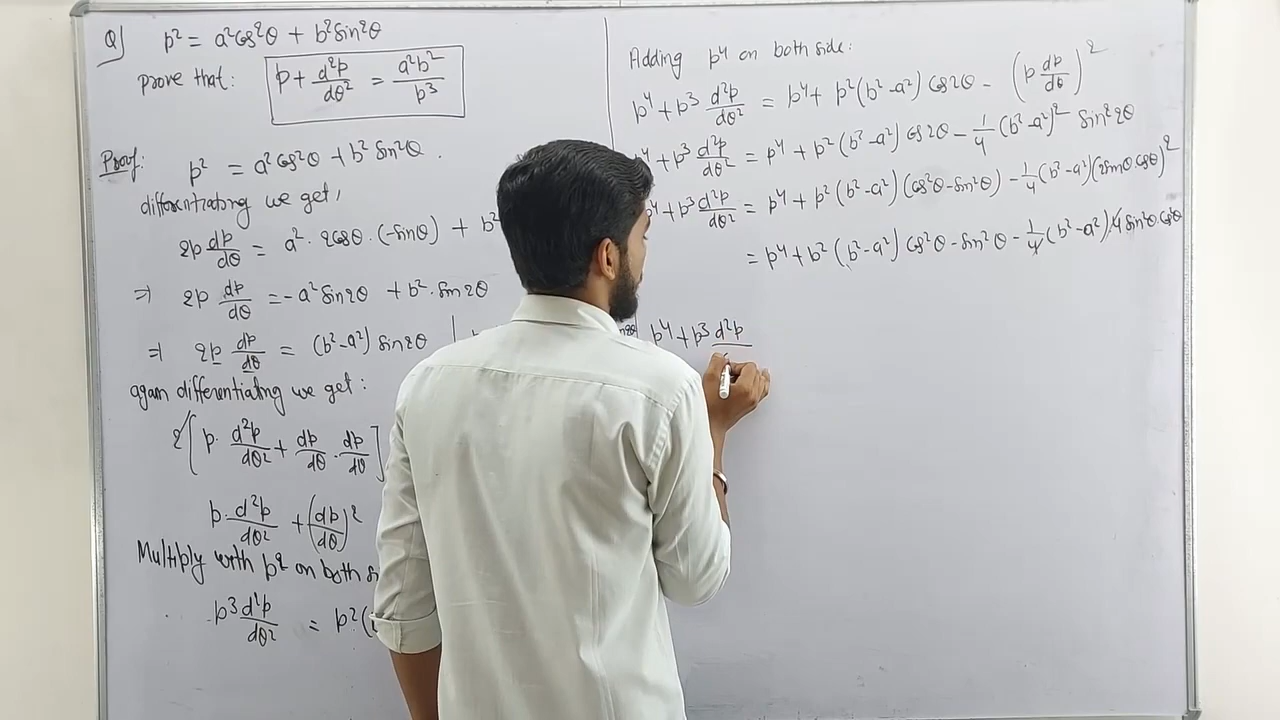 Q) p² = a²cos²θ + b²sin²θ
prove that: p + d²p/dθ² = a²b²/p³
Proof: p² = a²cos²θ + b²sin²θ.
differentiating we get,
2p dp/dθ = a².2cosθ.(-sinθ) + b²
⇒ 2p dp/dθ = -a²sin2θ + b².sin2θ
⇒ 2p dp/dθ = (b²-a²) sin2θ
again differentiating we get:
2[p. d²p/dθ² + dp/dθ . dp/dθ]
p. d²p/dθ² + (dp/dθ)²
Multiply with p² on both
p³ d²p/dθ² = p²(
Adding p⁴ on both side:
p⁴ + p³ d²p/dθ² = p⁴ + p²(b²-a²) cos2θ - (p dp/dθ)²
p⁴ + p³ d²p/dθ² = p⁴ + p²(b²-a²) cos2θ - 1/4 (b²-a²)² sin²2θ
p⁴ + p³ d²p/dθ² = p⁴ + p²(b²-a²)(cos²θ-sin²θ) - 1/4 (b²-a²)(2sinθ.cosθ)²
= p⁴ + p²(b²-a²) cos²θ - sin²θ - 1/4 (b²-a²).4 sin²θ.cos²θ
p⁴ + p³ d²p